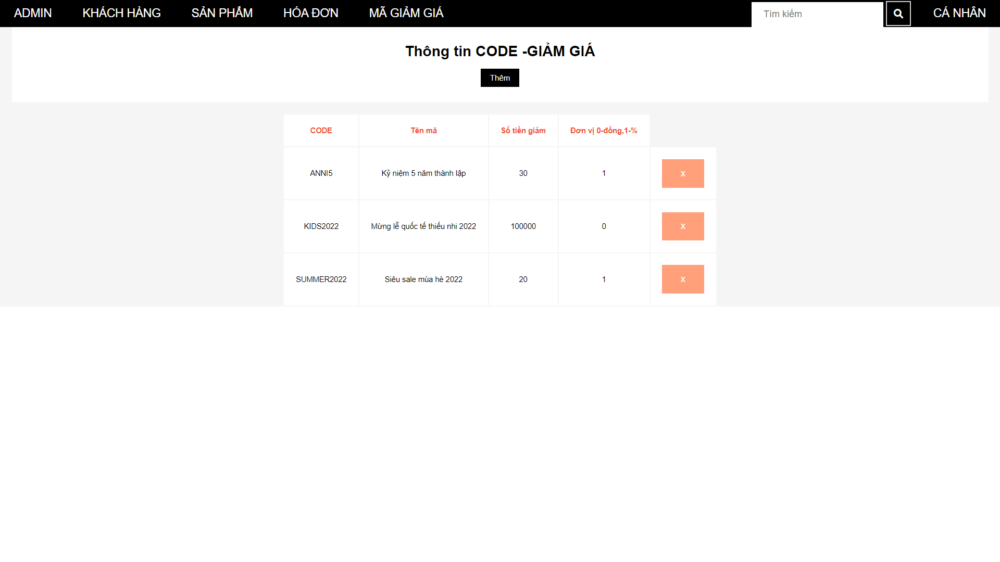 ADMIN KHÁCH HÀNG SẢN PHẨM HÓA ĐƠN MÃ GIẢM GIÁ Tìm kiếm CÁ NHÂN
Thông tin CODE -GIẢM GIÁ
Thêm
CODE Tên mã Số tiền giảm Đơn vị 0-đồng,1-%
ANNI5 Kỷ niệm 5 năm thành lập 30 1 X
KIDS2022 Mừng lễ quốc tế thiếu nhi 2022 100000 0 X
SUMMER2022 Siêu sale mùa hè 2022 20 1 X